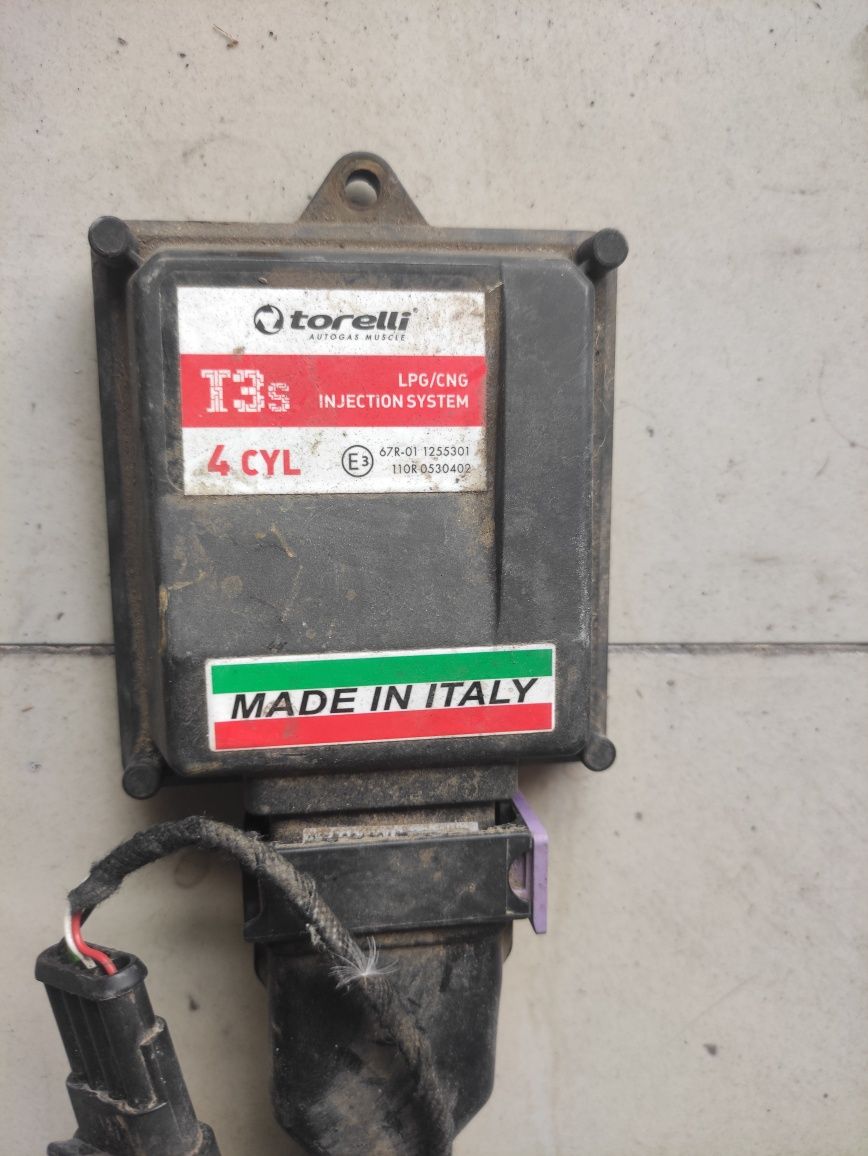 torelli®
AUTOGAS MUSCLE
T3s
LPG/CNG
INJECTION SYSTEM
4 CYL
E3
67R-01 1255301
110R 0530402
MADE IN ITALY